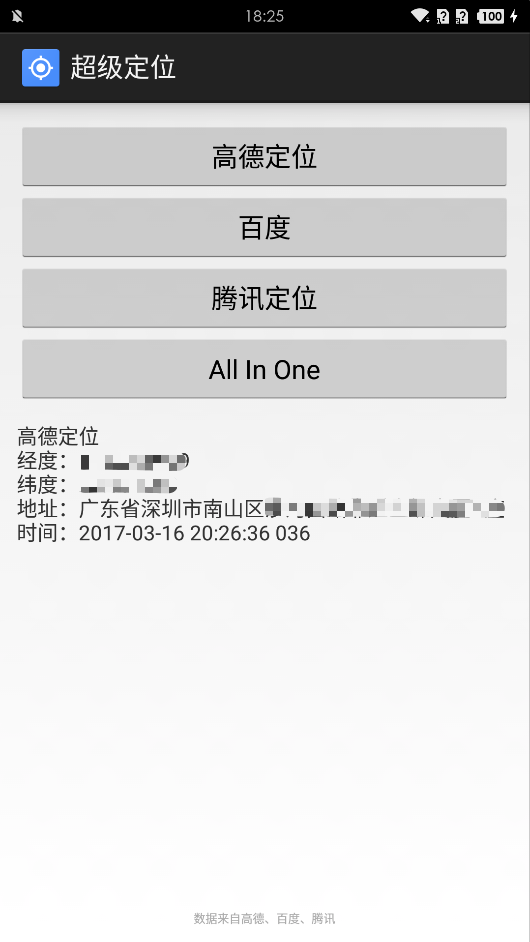 18:25
100
超级定位
高德定位
百度
腾讯定位
All In One
高德定位
经度：
纬度：
地址：广东省深圳市南山区
时间：2017-03-16 20:26:36 036
数据来自高德、百度、腾讯